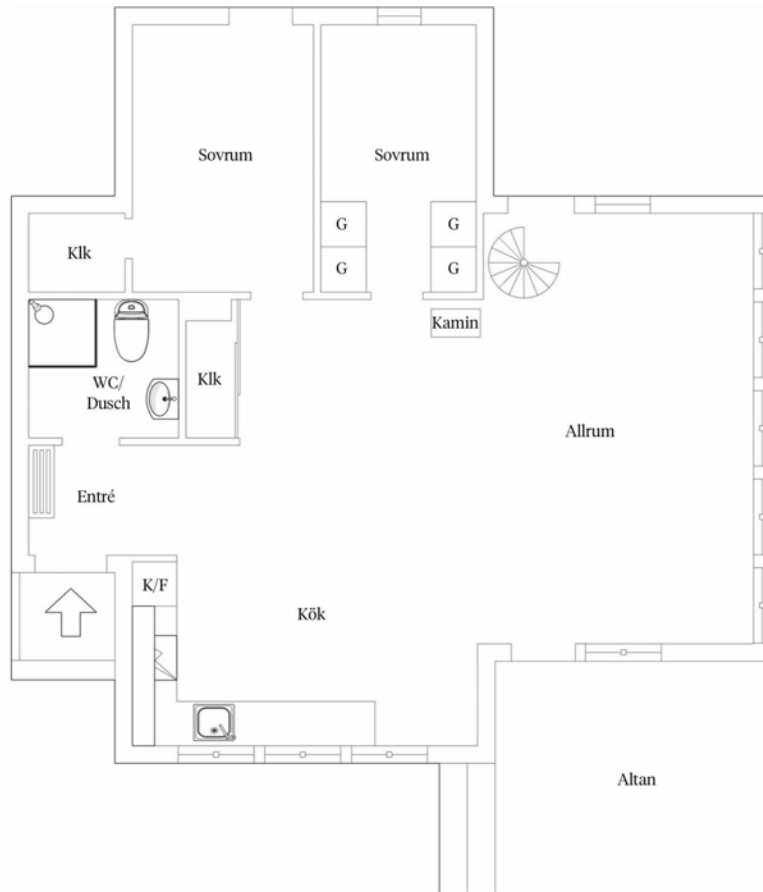 Sovrum
Sovrum
G
G
Klk
G
G
Kamin
WC/
Dusch
Klk
Allrum
Entré
K/F
Kök
Altan